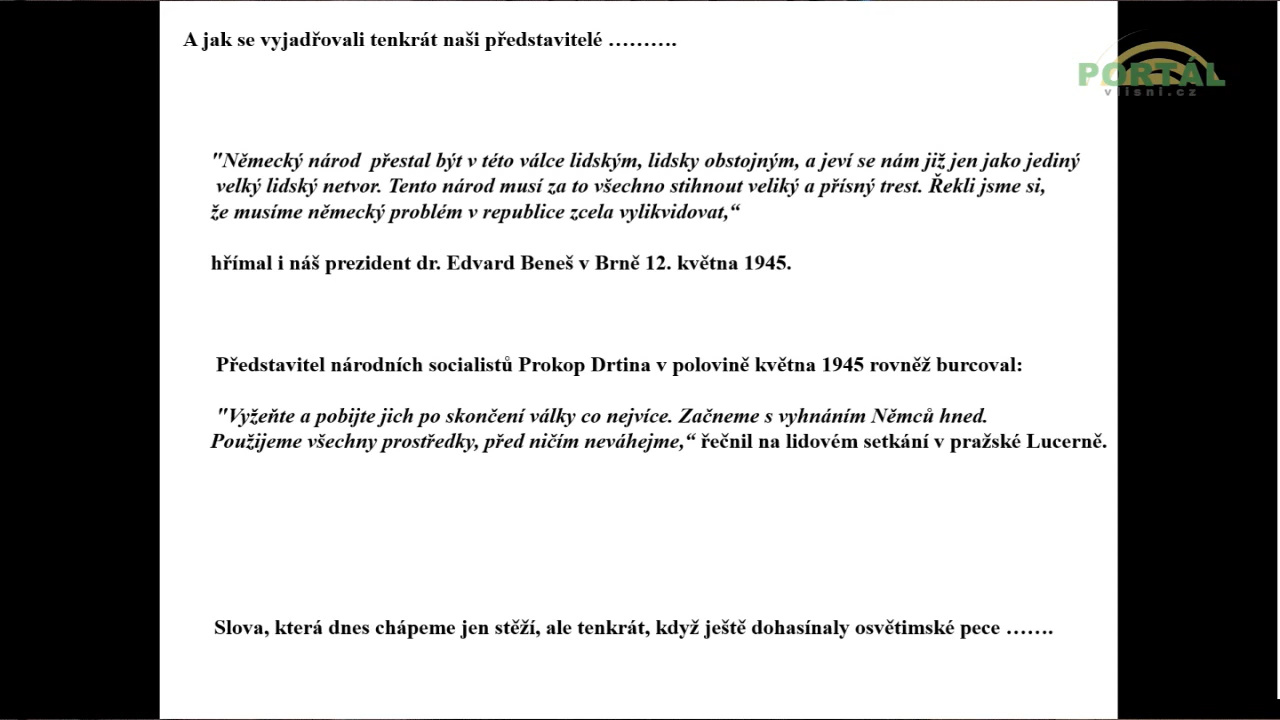 A jak se vyjadřovali tenkrát naši představitelé ……….
PORTÁL
vlisni.cz
"Německý národ  přestal být v této válce lidským, lidsky obstojným, a jeví se nám již jen jako jediný
velký lidský netvor. Tento národ musí za to všechno stihnout veliký a přísný trest. Řekli jsme si,
že musíme německý problém v republice zcela vylikvidovat,“
hřímal i náš prezident dr. Edvard Beneš v Brně 12. května 1945.
Představitel národních socialistů Prokop Drtina v polovině května 1945 rovněž burcoval:
"Vyžeňte a pobijte jich po skončení války co nejvíce. Začneme s vyhnáním Němců hned.
Použijeme všechny prostředky, před ničím neváhejme,“ řečnil na lidovém setkání v pražské Lucerně.
Slova, která dnes chápeme jen stěží, ale tenkrát, když ještě dohasínaly osvětimské pece …….